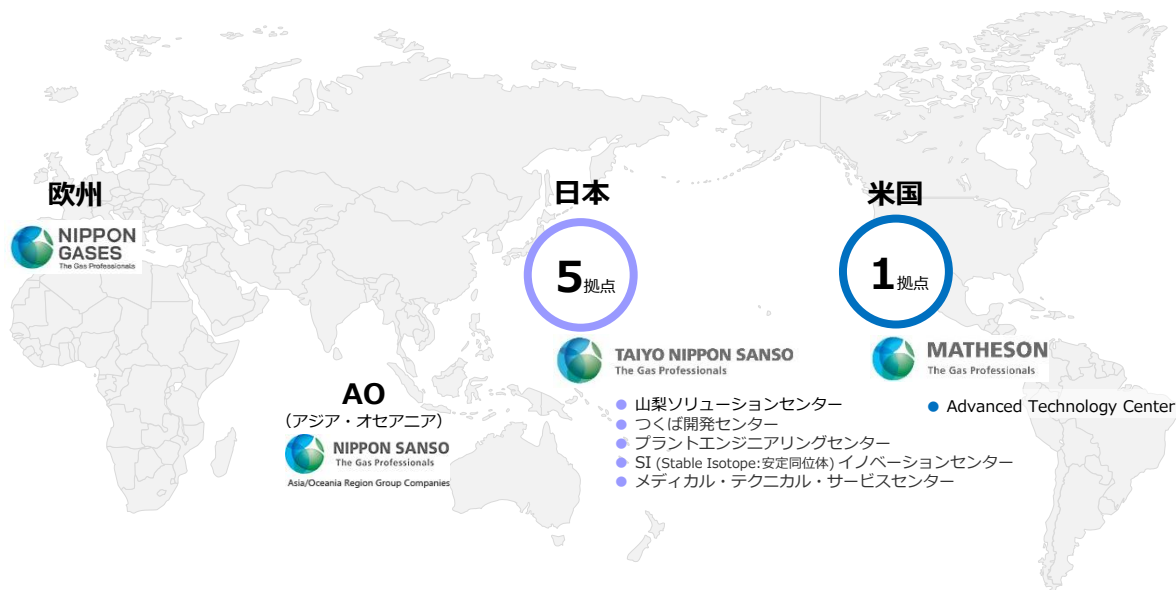 欧州
NIPPON
GASES
The Gas Professionals
日本
5拠点
TAIYO NIPPON SANSO
The Gas Professionals
山梨ソリューションセンター
つくば開発センター
プラントエンジニアリングセンター
SI (Stable Isotope:安定同位体) イノベーションセンター
メディカル・テクニカル・サービスセンター
米国
1拠点
MATHESON
The Gas Professionals
Advanced Technology Center
AO
（アジア・オセアニア）
NIPPON SANSO
The Gas Professionals
Asia/Oceania Region Group Companies